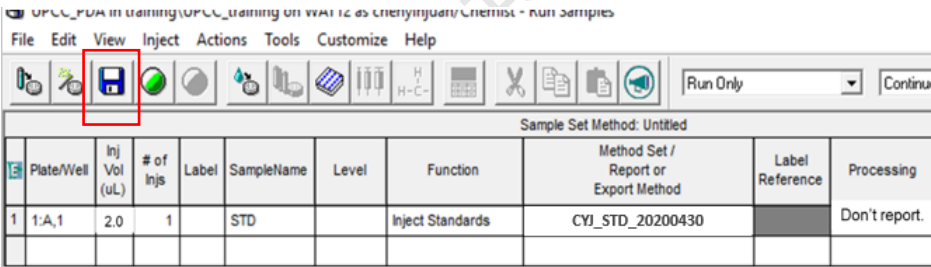 UPCC_PDA in training\UPCC_training on WAT12 as chenyinjuan/Chemist - Run Samples
File Edit View Inject Actions Tools Customize Help
H-C- Run Only Continue
Sample Set Method: Untitled
Plate/Well Inj Vol (uL) # of Injs Label SampleName Level Function Method Set / Report or Export Method Label Reference Processing
1 1:A,1 2.0 1 STD Inject Standards CYJ_STD_20200430 Don't report.